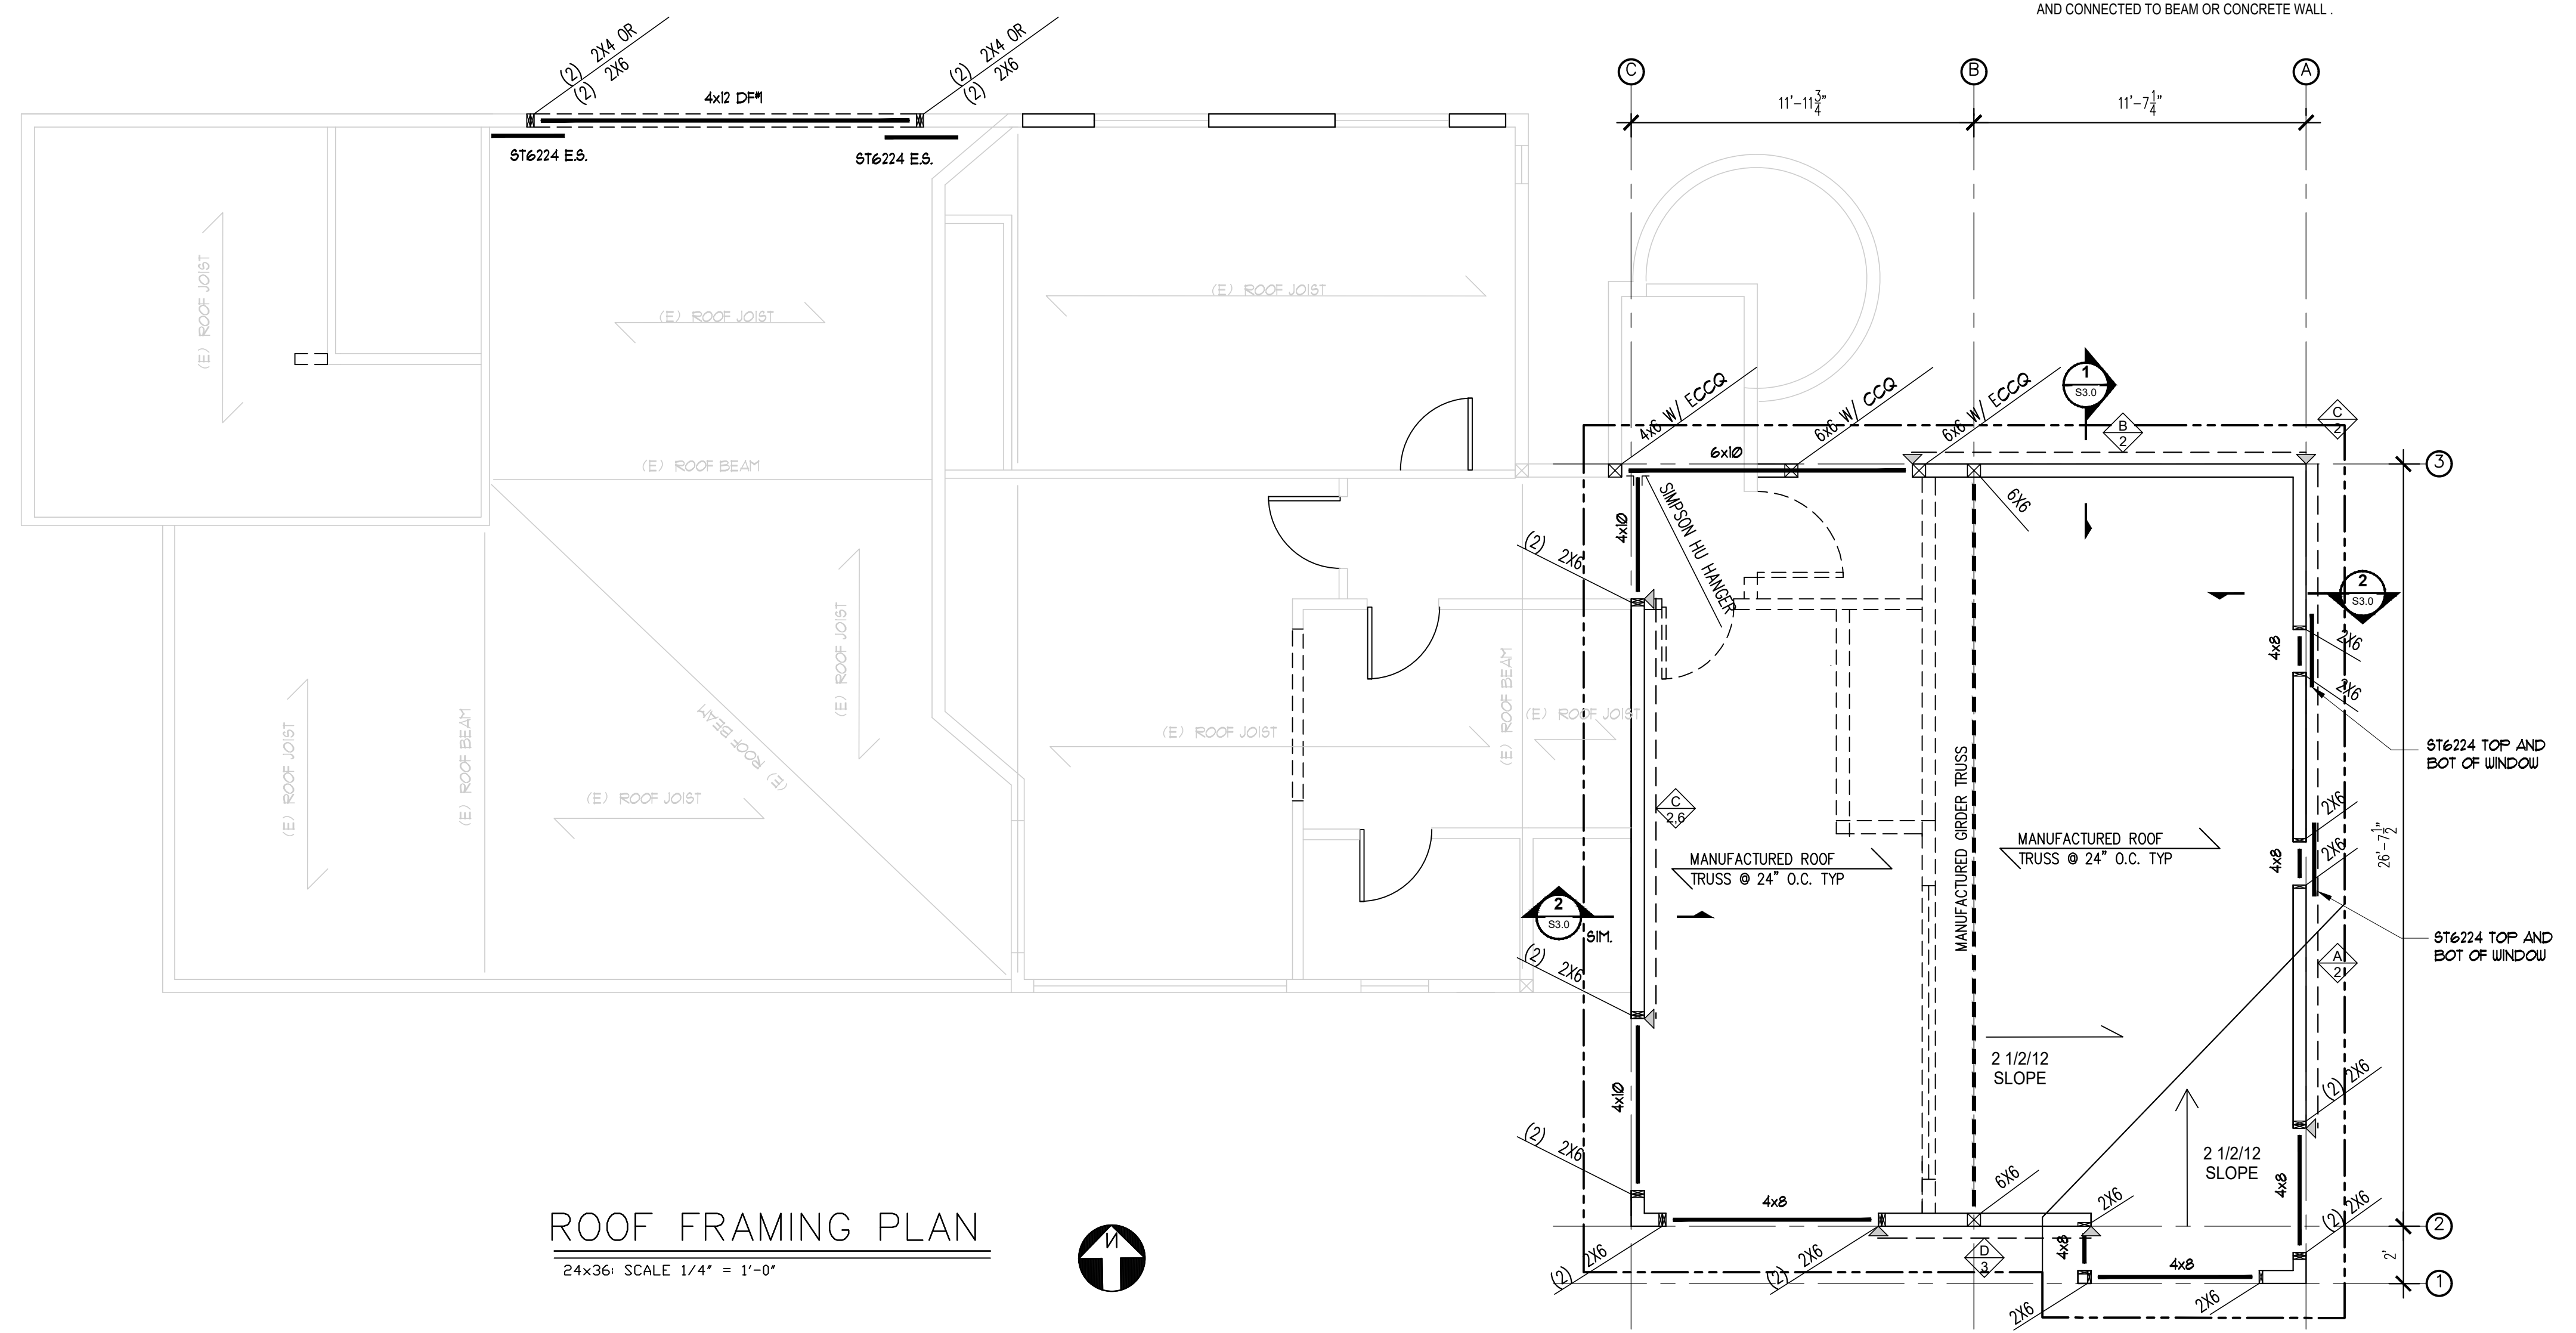 AND CONNECTED TO BEAM OR CONCRETE WALL .
(2) 2X4 OR
(2) 2X6
(2) 2X4 OR
(2) 2X6
4x12 DF#1
ST6224 E.S.
ST6224 E.S.
C
B
A
11'-11 3/4"
11'-7 1/4"
(E) ROOF JOIST
(E) ROOF JOIST
(E) ROOF JOIST
(E) ROOF BEAM
4x6 W/ ECCQ
6x6 W/ CCQ
6x6 W/ ECCQ
1
S3.0
B
2
C
2
6x10
3
6X6
SIMPSON HU HANGER
4x10
(2) 2X6
2
S3.0
2X6
4x8
2X6
(E) ROOF JOIST
(E) ROOF BEAM
(E) ROOF JOIST
(E) ROOF BEAM
(E) ROOF JOIST
(E) ROOF JOIST
(E) ROOF BEAM
(E) ROOF JOIST
(E) ROOF JOIST
ST6224 TOP AND
BOT OF WINDOW
C
2,6
MANUFACTURED GIRDER TRUSS
MANUFACTURED ROOF
TRUSS @ 24" O.C. TYP
MANUFACTURED ROOF
TRUSS @ 24" O.C. TYP
2X6
4x8
2X6
26'-7 1/2"
2
S3.0
SIM.
(2) 2X6
ST6224 TOP AND
BOT OF WINDOW
A
2
2 1/2/12
SLOPE
(2) 2X6
4x10
(2) 2X6
2 1/2/12
SLOPE
4x8
6X6
2X6
(2) 2X6
4x8
2
4x8
D
3
2'
4x8
(2) 2X6
(2) 2X6
2X6
2X6
1
ROOF FRAMING PLAN
24x36: SCALE 1/4" = 1'-0"
N